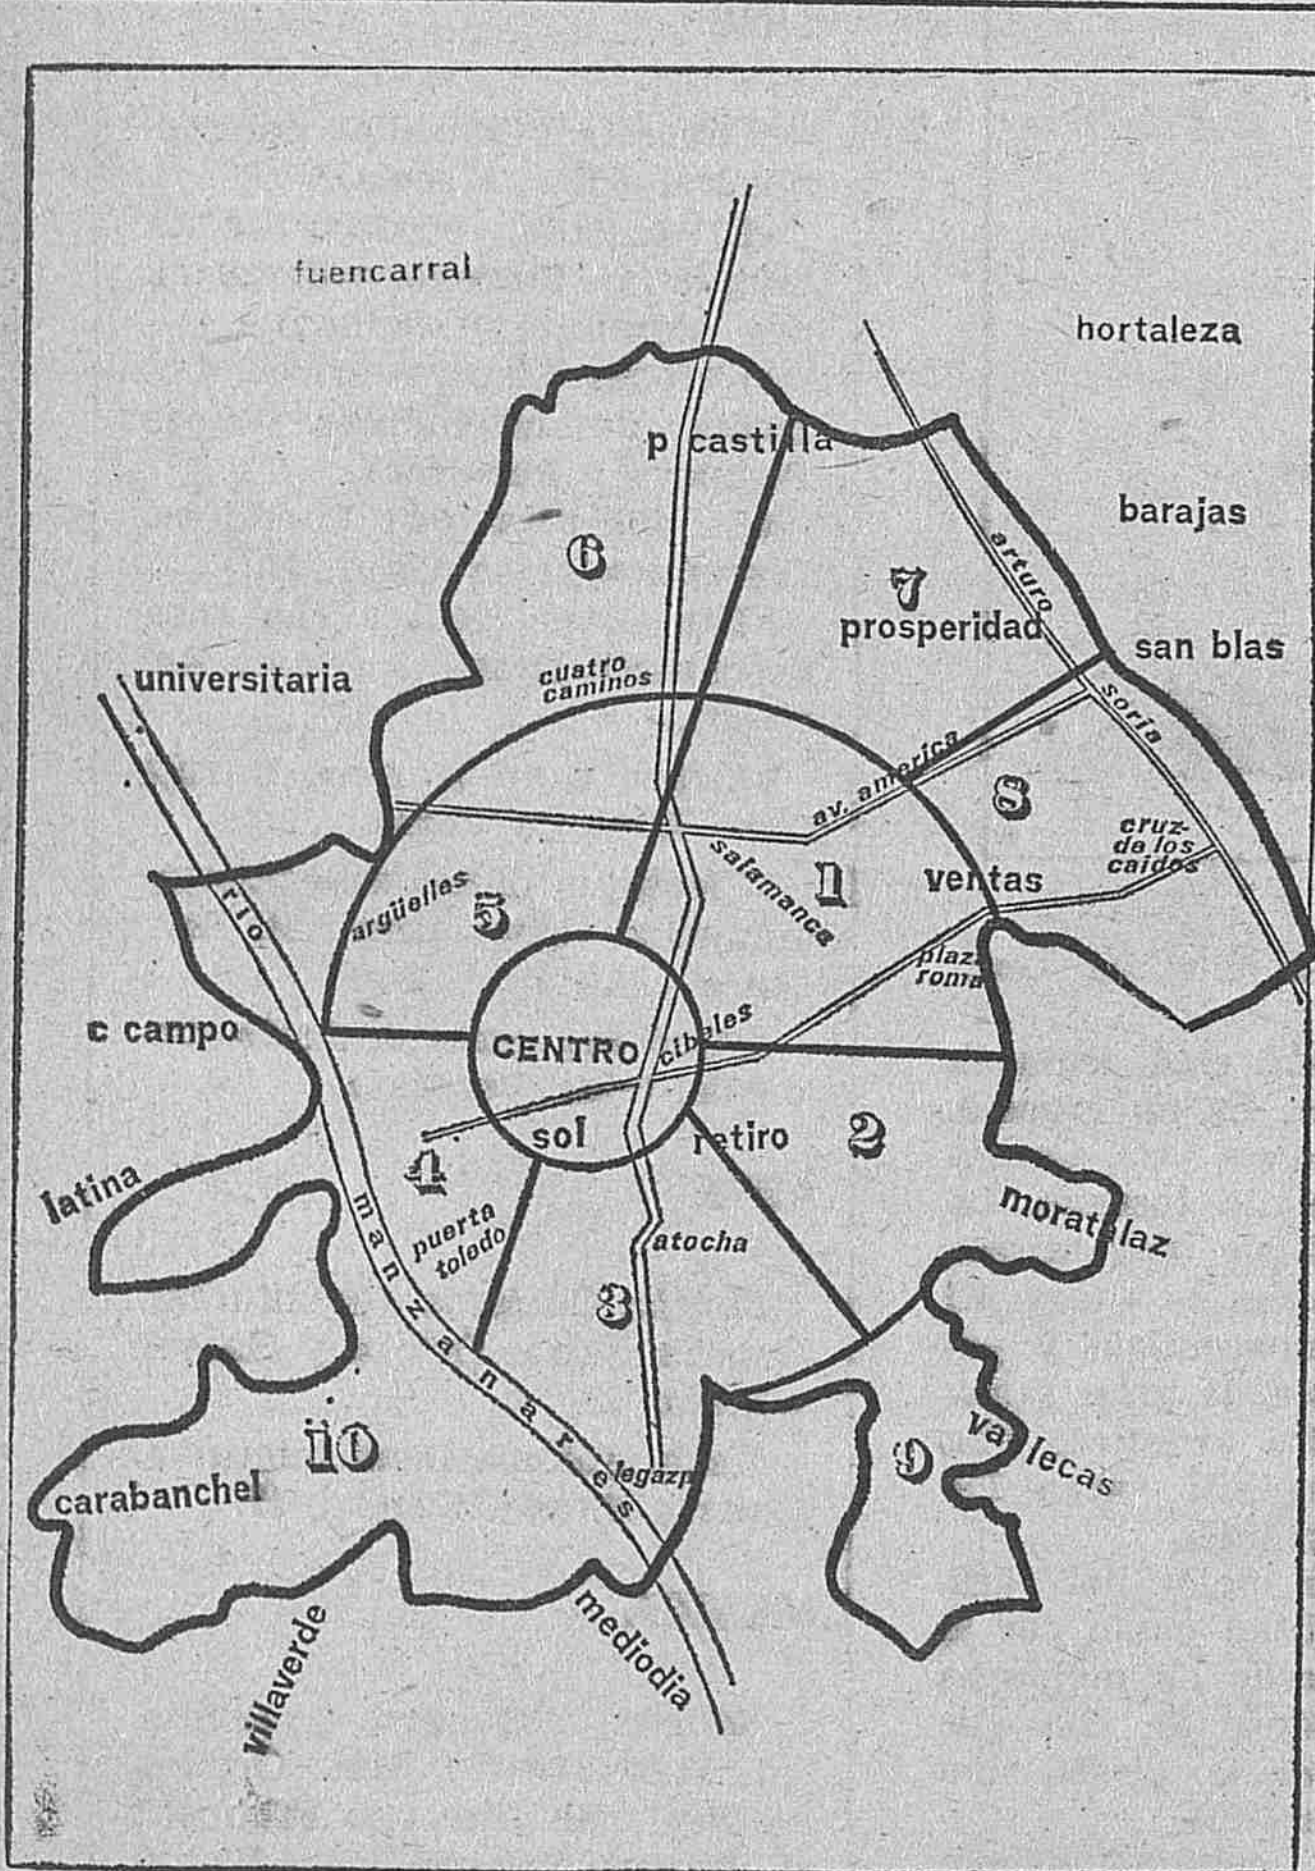 fuencarral
hortaleza
p castilla
barajas
6
arturo
7
prosperidad
san blas
cuatro
caminos
universitaria
soria
av. america
8
cruz-
de los
caidos
salamanca
1
ventas
argüelles
5
rio
plaza
roma
c campo
CENTRO
cibeles
sol
retiro
2
4
latina
moratalaz
puerta
toledo
manzanares
atocha
3
10
vallecas
9
legazpi
carabanchel
villaverde
mediodia